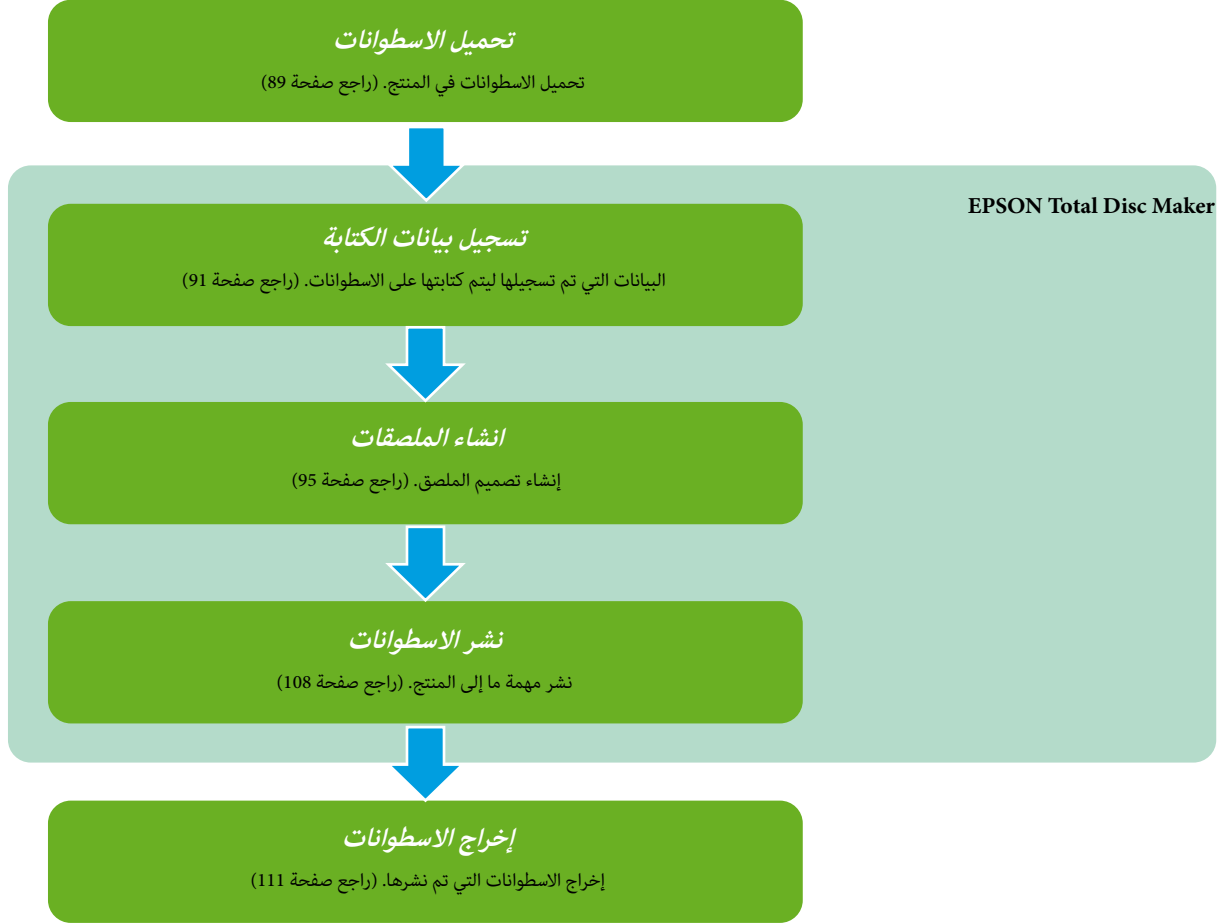 تحميل الاسطوانات
تحميل الاسطوانات في المنتج. (راجع صفحة 89)
EPSON Total Disc Maker
تسجيل بيانات الكتابة
البيانات التي تم تسجيلها ليتم كتابتها على الاسطوانات. (راجع صفحة 91)
انشاء الملصقات
إنشاء تصميم الملصق. (راجع صفحة 95)
نشر الاسطوانات
نشر مهمة ما إلى المنتج. (راجع صفحة 108)
إخراج الاسطوانات
إخراج الاسطوانات التي تم نشرها. (راجع صفحة 111)